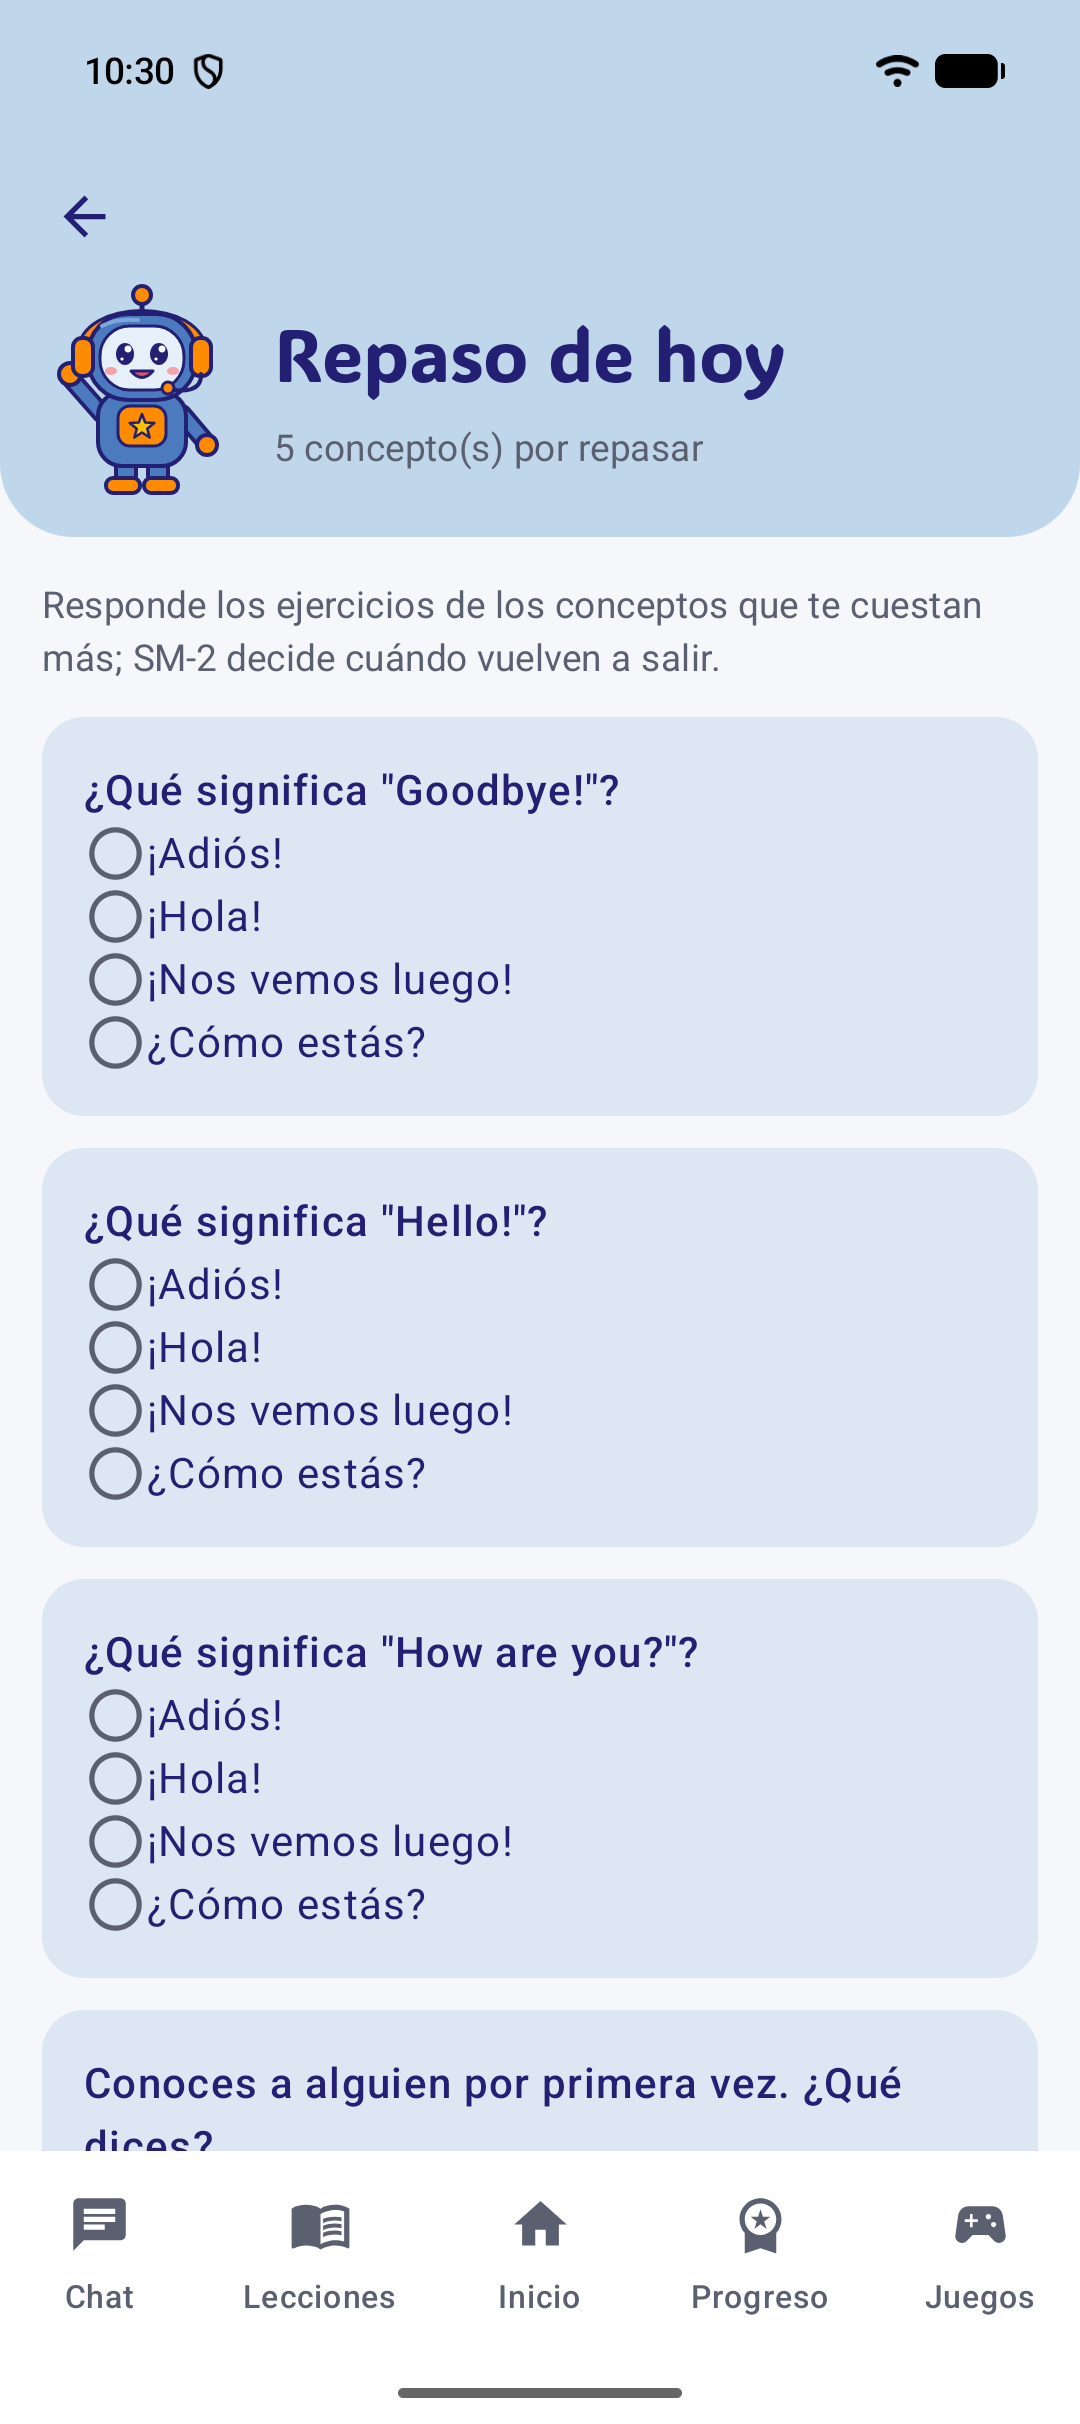 10:30
Repaso de hoy
5 concepto(s) por repasar
Responde los ejercicios de los conceptos que te cuestan
más; SM-2 decide cuándo vuelven a salir.
¿Qué significa "Goodbye!"?
¡Adiós!
¡Hola!
¡Nos vemos luego!
¿Cómo estás?
¿Qué significa "Hello!"?
¡Adiós!
¡Hola!
¡Nos vemos luego!
¿Cómo estás?
¿Qué significa "How are you?"?
¡Adiós!
¡Hola!
¡Nos vemos luego!
¿Cómo estás?
Conoces a alguien por primera vez. ¿Qué
dices?
Chat
Lecciones
Inicio
Progreso
Juegos